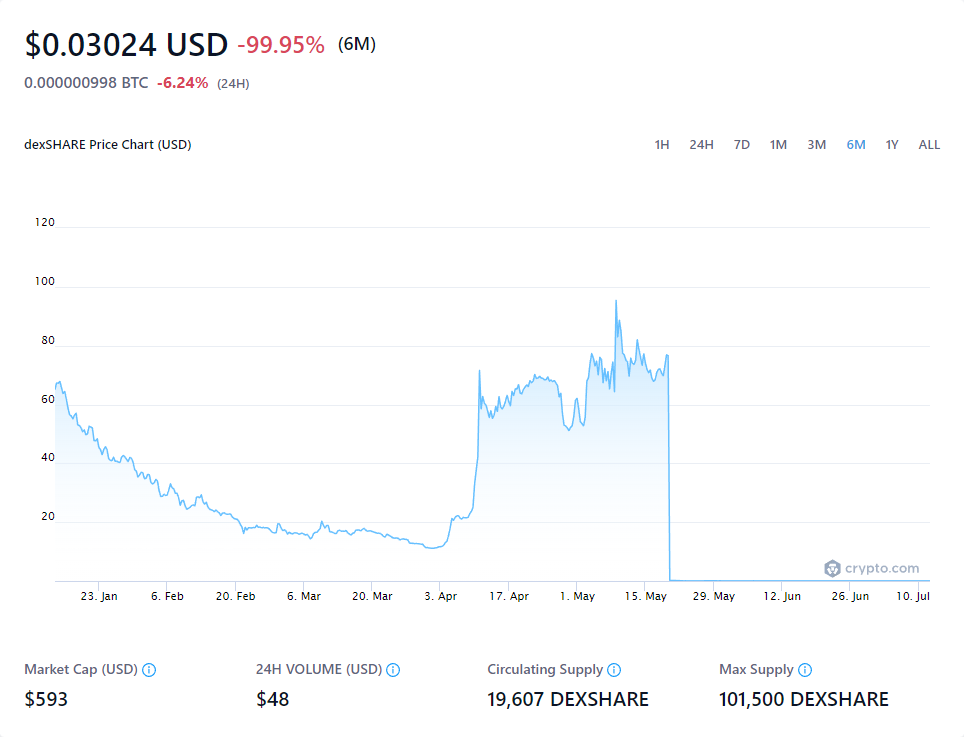 $0.03024 USD -99.95% (6M)
0.000000998 BTC -6.24% (24H)
dexSHARE Price Chart (USD) 1H 24H 7D 1M 3M 6M 1Y ALL
120
100
80
60
40
20
crypto.com
23. Jan 6. Feb 20. Feb 6. Mar 20. Mar 3. Apr 17. Apr 1. May 15. May 29. May 12. Jun 26. Jun 10. Jul
Market Cap (USD) 24H VOLUME (USD) Circulating Supply Max Supply
$593 $48 19,607 DEXSHARE 101,500 DEXSHARE